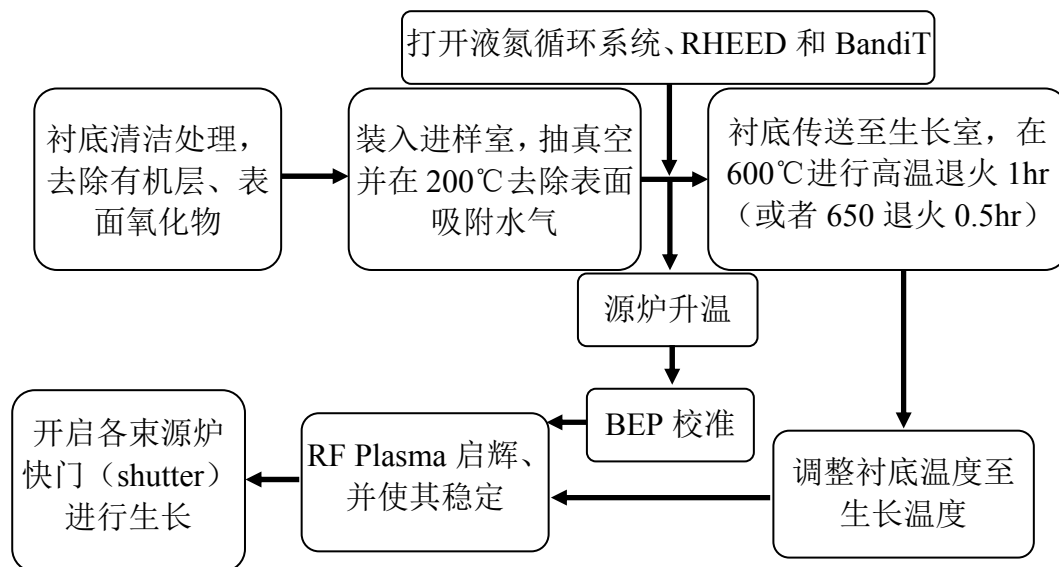 打开液氮循环系统、RHEED 和 BandiT
衬底清洁处理，
去除有机层、表
面氧化物
装入进样室，抽真空
并在 200℃去除表面
吸附水气
衬底传送至生长室，在
600℃进行高温退火 1hr
（或者 650 退火 0.5hr）
源炉升温
BEP 校准
开启各束源炉
快门（shutter）
进行生长
RF Plasma 启辉、
并使其稳定
调整衬底温度至
生长温度